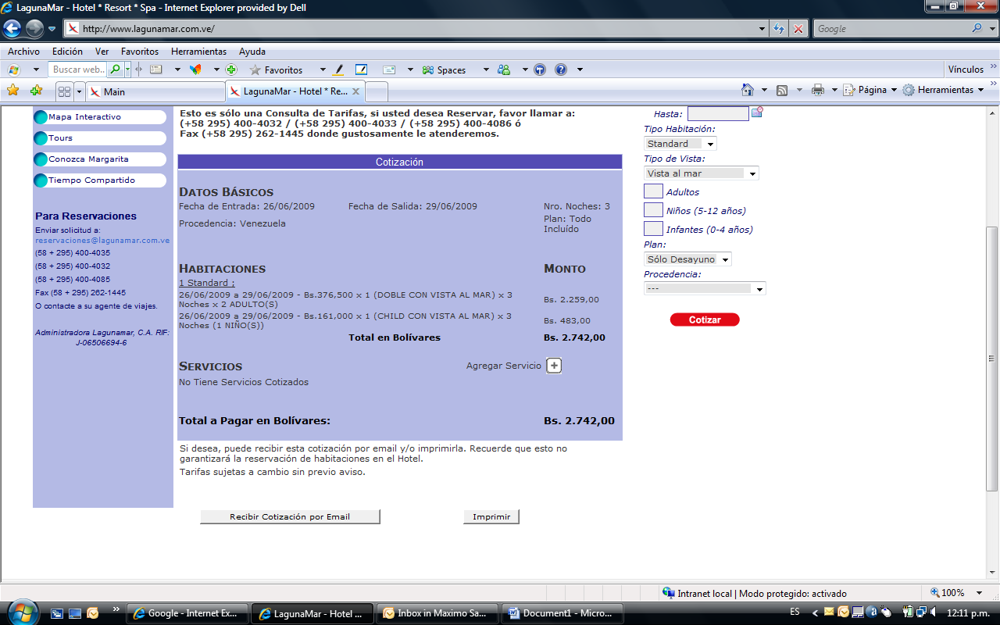 LagunaMar - Hotel * Resort * Spa - Internet Explorer provided by Dell
http://www.lagunamar.com.ve/
Google
Archivo Edición Ver Favoritos Herramientas Ayuda
Buscar web..
Favoritos
Spaces
Vínculos
Main
LagunaMar - Hotel * Re...
Página
Herramientas
Mapa Interactivo
Tours
Conozca Margarita
Tiempo Compartido
Para Reservaciones
Enviar solicitud a:
reservaciones@lagunamar.com.ve
(58 + 295) 400-4035
(58 + 295) 400-4032
(58 + 295) 400-4085
Fax (58 + 295) 262-1445
O contacte a su agente de viajes.
Administradora Lagunamar, C.A. RIF:
J-06506694-6
Esto es sólo una Consulta de Tarifas, si usted desea Reservar, favor llamar a:
(+58 295) 400-4032 / (+58 295) 400-4033 / (+58 295) 400-4086 ó
Fax (+58 295) 262-1445 donde gustosamente le atenderemos.
Cotización
DATOS BÁSICOS
Fecha de Entrada: 26/06/2009 Fecha de Salida: 29/06/2009 Nro. Noches: 3
Procedencia: Venezuela
Plan: Todo
Incluído
HABITACIONES MONTO
1 Standard :
26/06/2009 a 29/06/2009 - Bs.376,500 x 1 (DOBLE CON VISTA AL MAR) x 3
Noches x 2 ADULTO(S)
Bs. 2.259,00
26/06/2009 a 29/06/2009 - Bs.161,000 x 1 (CHILD CON VISTA AL MAR) x 3
Noches (1 NIÑO(S))
Bs. 483,00
Total en Bolívares Bs. 2.742,00
SERVICIOS Agregar Servicio
No Tiene Servicios Cotizados
Total a Pagar en Bolívares: Bs. 2.742,00
Si desea, puede recibir esta cotización por email y/o imprimirla. Recuerde que esto no
garantizará la reservación de habitaciones en el Hotel.
Tarifas sujetas a cambio sin previo aviso.
Recibir Cotización por Email Imprimir
Hasta:
Tipo Habitación:
Standard
Tipo de Vista:
Vista al mar
Adultos
Niños (5-12 años)
Infantes (0-4 años)
Plan:
Sólo Desayuno
Procedencia:
---
Cotizar
Intranet local | Modo protegido: activado
100%
Google - Internet Ex...
LagunaMar - Hotel ...
Inbox in Maximo Sa...
Document1 - Micro...
ES
12:11 p.m.